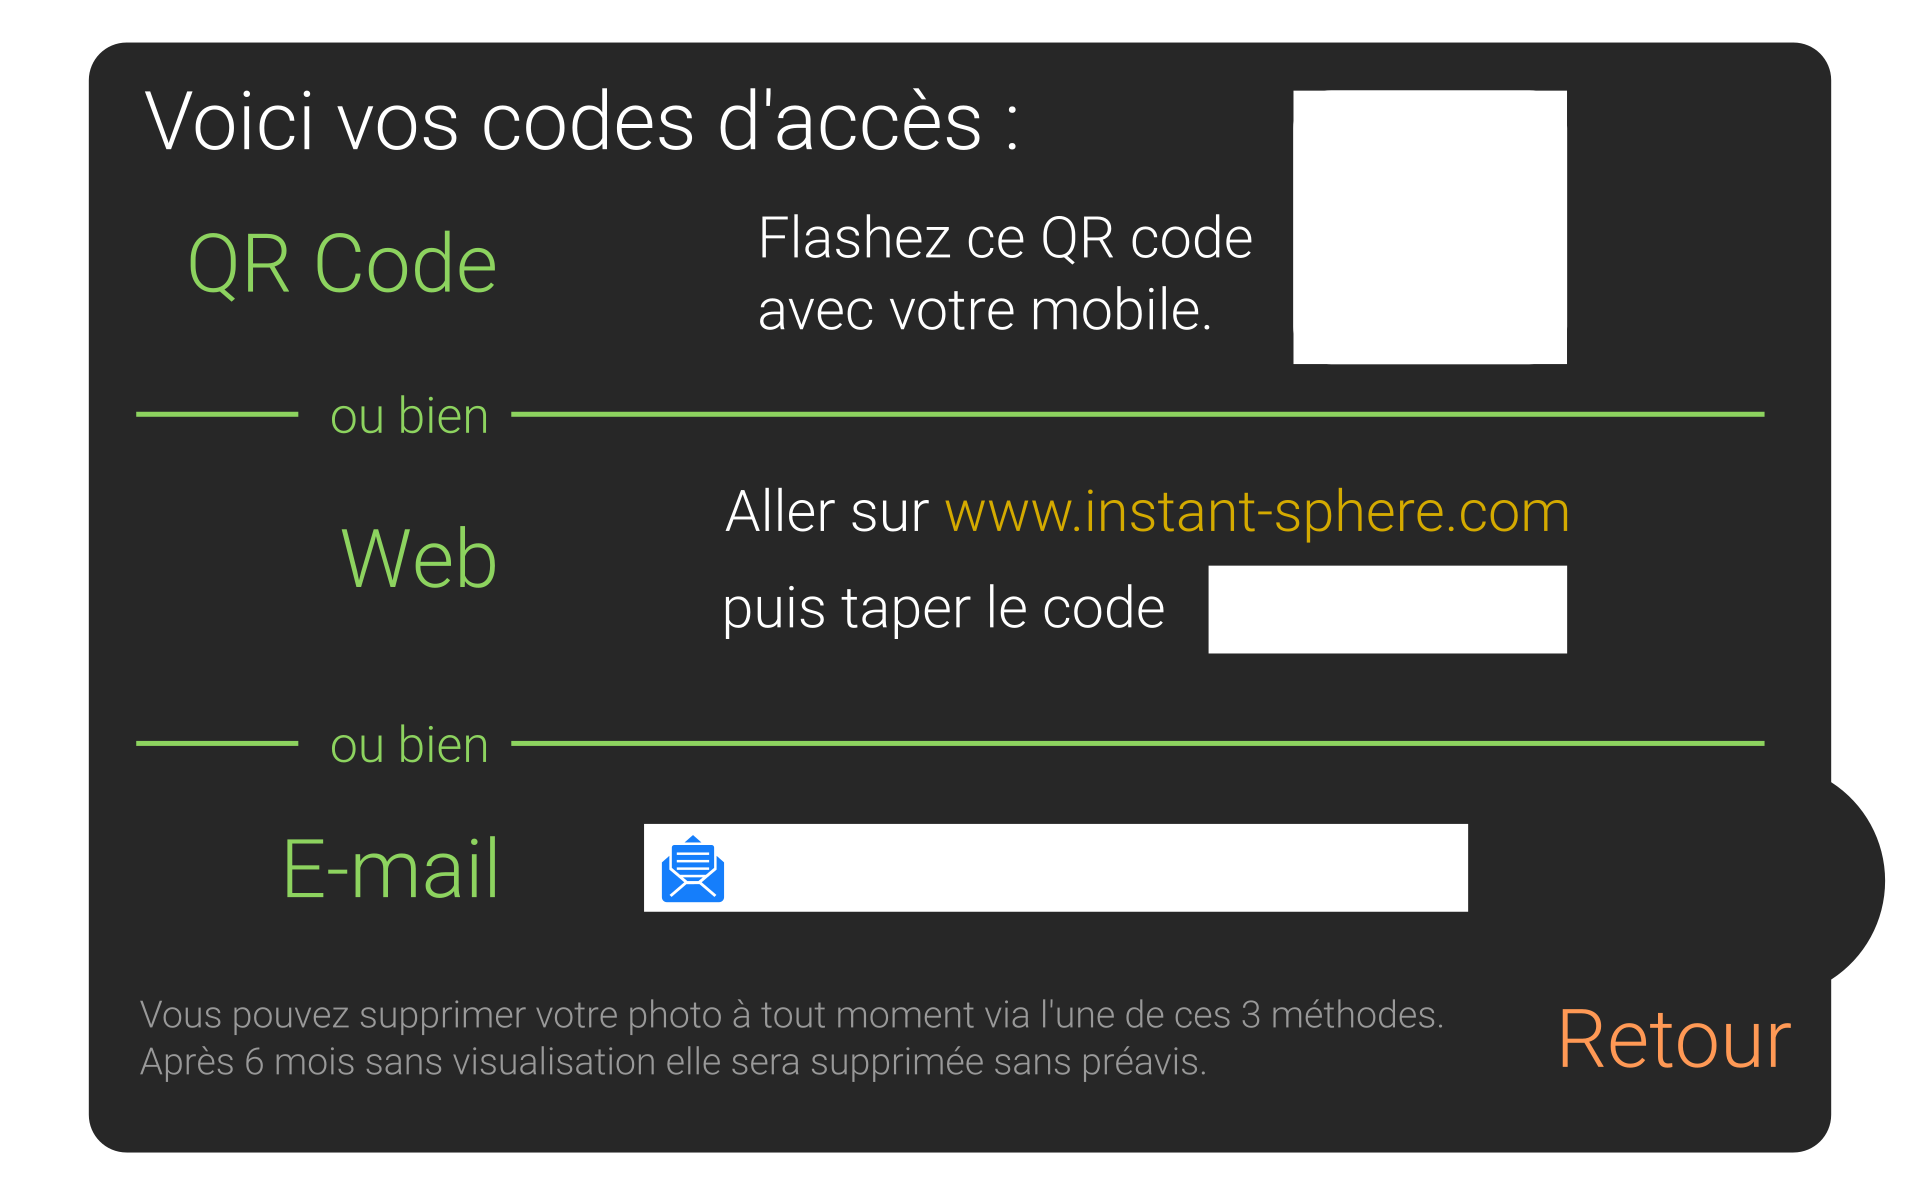 Voici vos codes d'accès :
QR Code
Flashez ce QR code
avec votre mobile.
ou bien
Web
Aller sur www.instant-sphere.com
puis taper le code
ou bien
E-mail
Vous pouvez supprimer votre photo à tout moment via l'une de ces 3 méthodes.
Après 6 mois sans visualisation elle sera supprimée sans préavis.
Retour